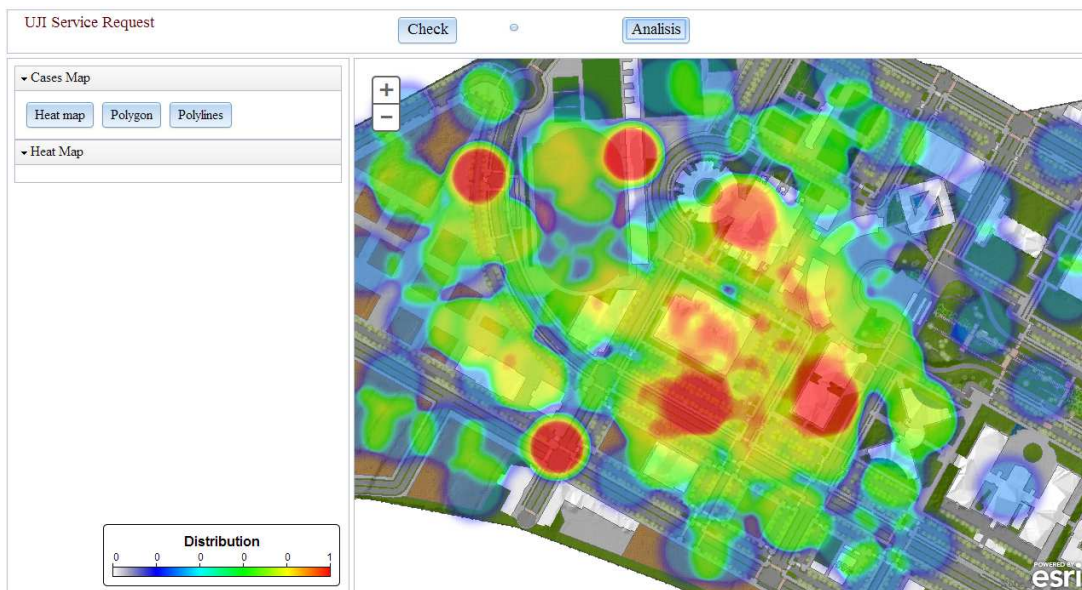 UJI Service Request
Check
Analisis
Cases Map
Heat map Polygon Polylines
Heat Map
+
−
Distribution
0 0 0 0 0 1
POWERED BY
esri